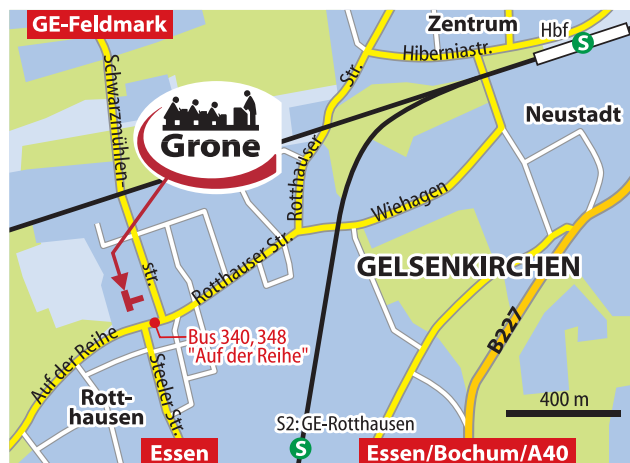 GE-Feldmark
Zentrum
Hbf
S
Hiberniastr.
Schwarzmühlen-
str.
Str.
Neustadt
Grone
Rotthauser
Wiehagen
Rotthauser Str.
GELSENKIRCHEN
B227
Bus 340, 348
"Auf der Reihe"
Auf der Reihe
Steeler Str.
Rott-
hausen
400 m
S2: GE-Rotthausen
S
Essen
Essen/Bochum/A40